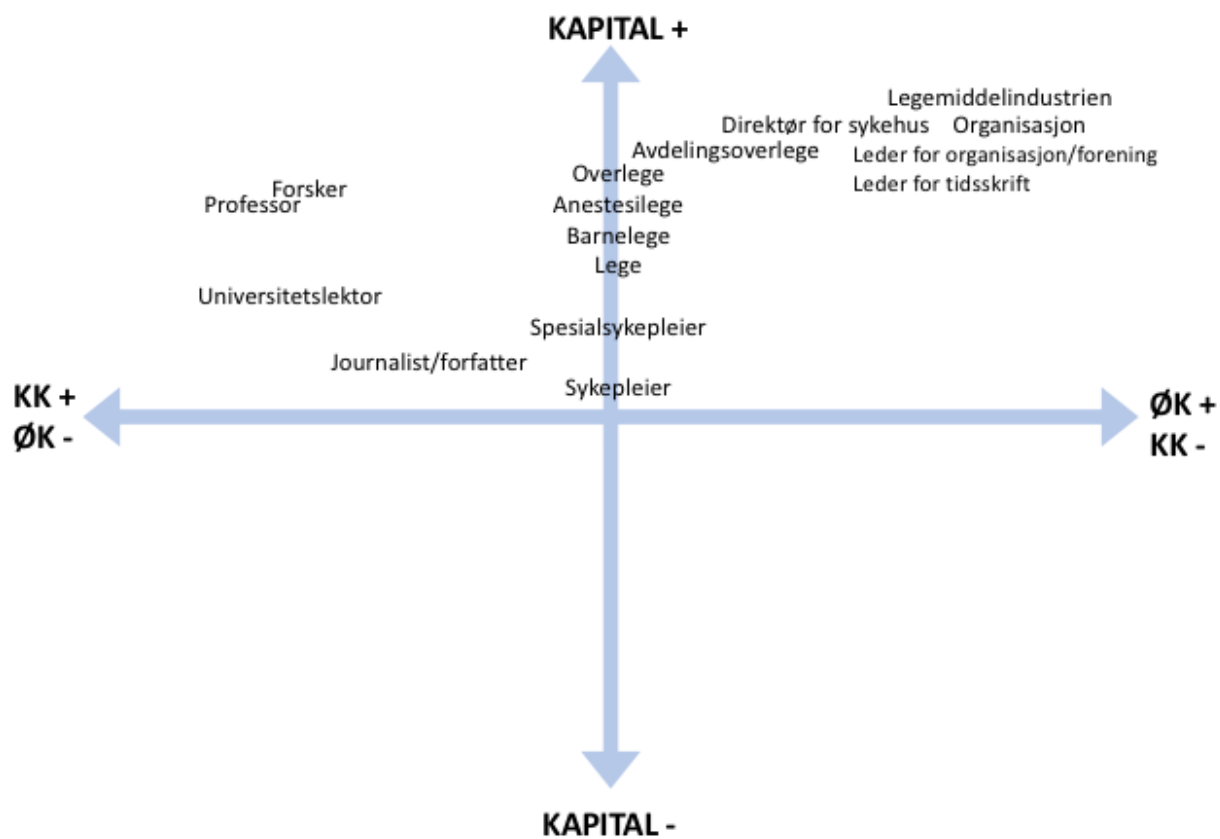 KAPITAL +
Legemiddelindustrien
Direktør for sykehus
Organisasjon
Avdelingsoverlege
Leder for organisasjon/forening
Overlege
Leder for tidsskrift
Forsker
Professor
Anestesilege
Barnelege
Lege
Universitetslektor
Spesialsykepleier
Journalist/forfatter
Sykepleier
KK +
ØK -
ØK +
KK -
KAPITAL -